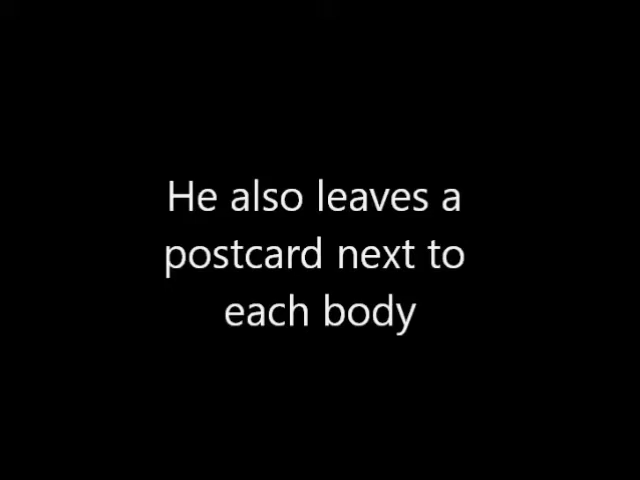 He also leaves a
postcard next to
each body